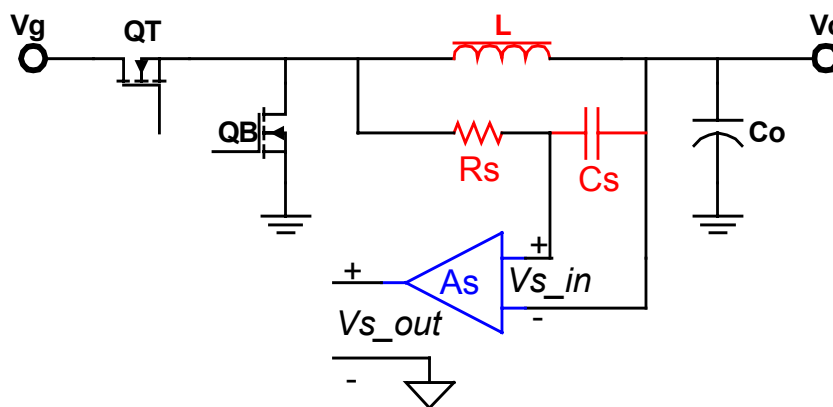 Vg
QT
L
Vo
QB
Rs
Cs
Co
+
As
Vs_in
-
+
Vs_out
-